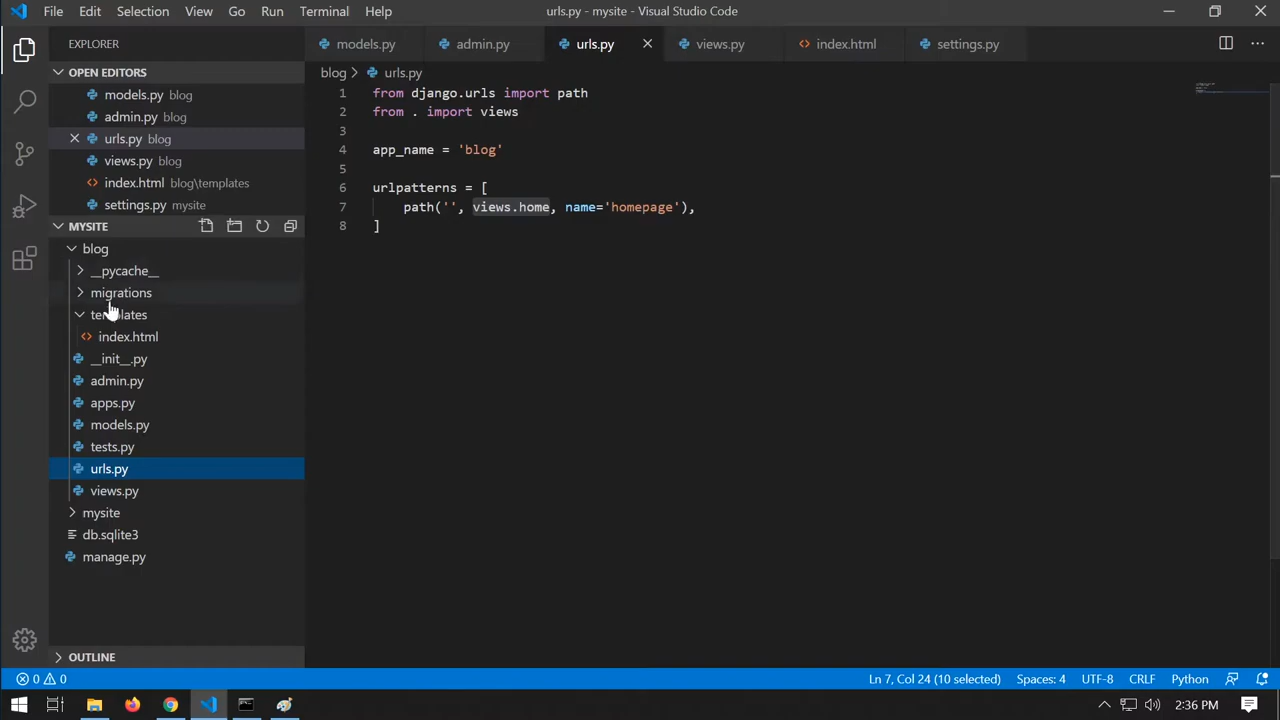 File Edit Selection View Go Run Terminal Help urls.py - mysite - Visual Studio Code
EXPLORER models.py admin.py urls.py views.py index.html settings.py
OPEN EDITORS
models.py blog
admin.py blog
urls.py blog
views.py blog
index.html blog\templates
settings.py mysite
MYSITE
blog
__pycache__
migrations
templates
index.html
__init__.py
admin.py
apps.py
models.py
tests.py
urls.py
views.py
mysite
db.sqlite3
manage.py
OUTLINE
blog urls.py
1 from django.urls import path
2 from . import views
3
4 app_name = 'blog'
5
6 urlpatterns = [
7 path('', views.home, name='homepage'),
8 ]
0 0 Ln 7, Col 24 (10 selected) Spaces: 4 UTF-8 CRLF Python
2:36 PM